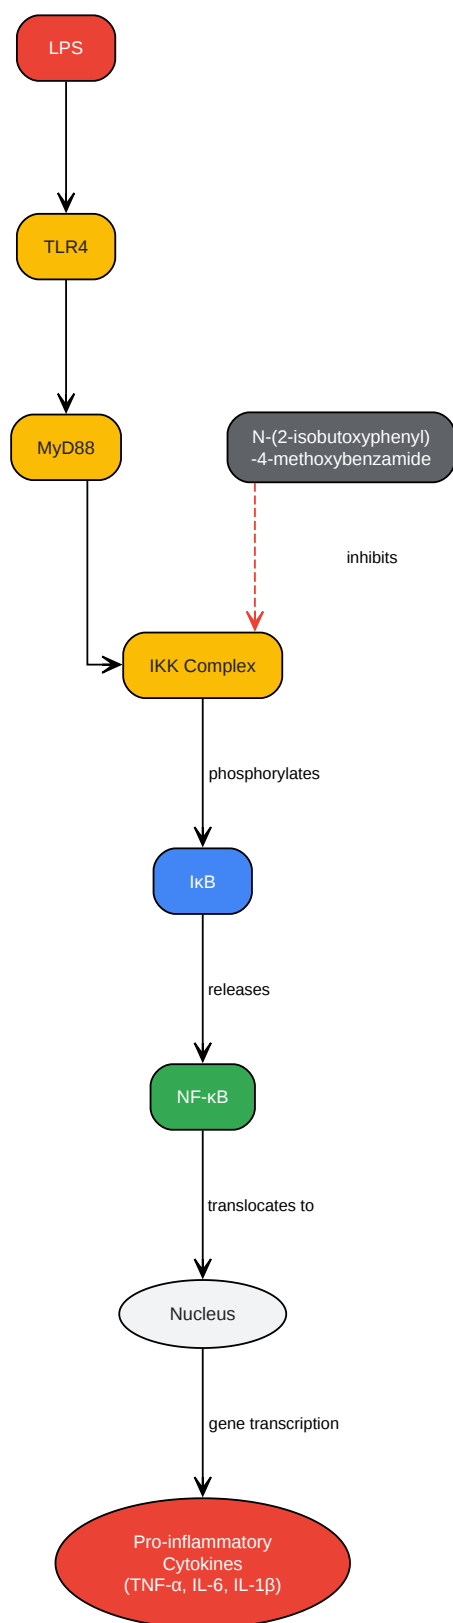 LPS
TLR4
MyD88
N-(2-isobutoxyphenyl)
-4-methoxybenzamide
inhibits
IKK Complex
phosphorylates
IκB
releases
NF-κB
translocates to
Nucleus
gene transcription
Pro-inflammatory
Cytokines
(TNF-α, IL-6, IL-1β)